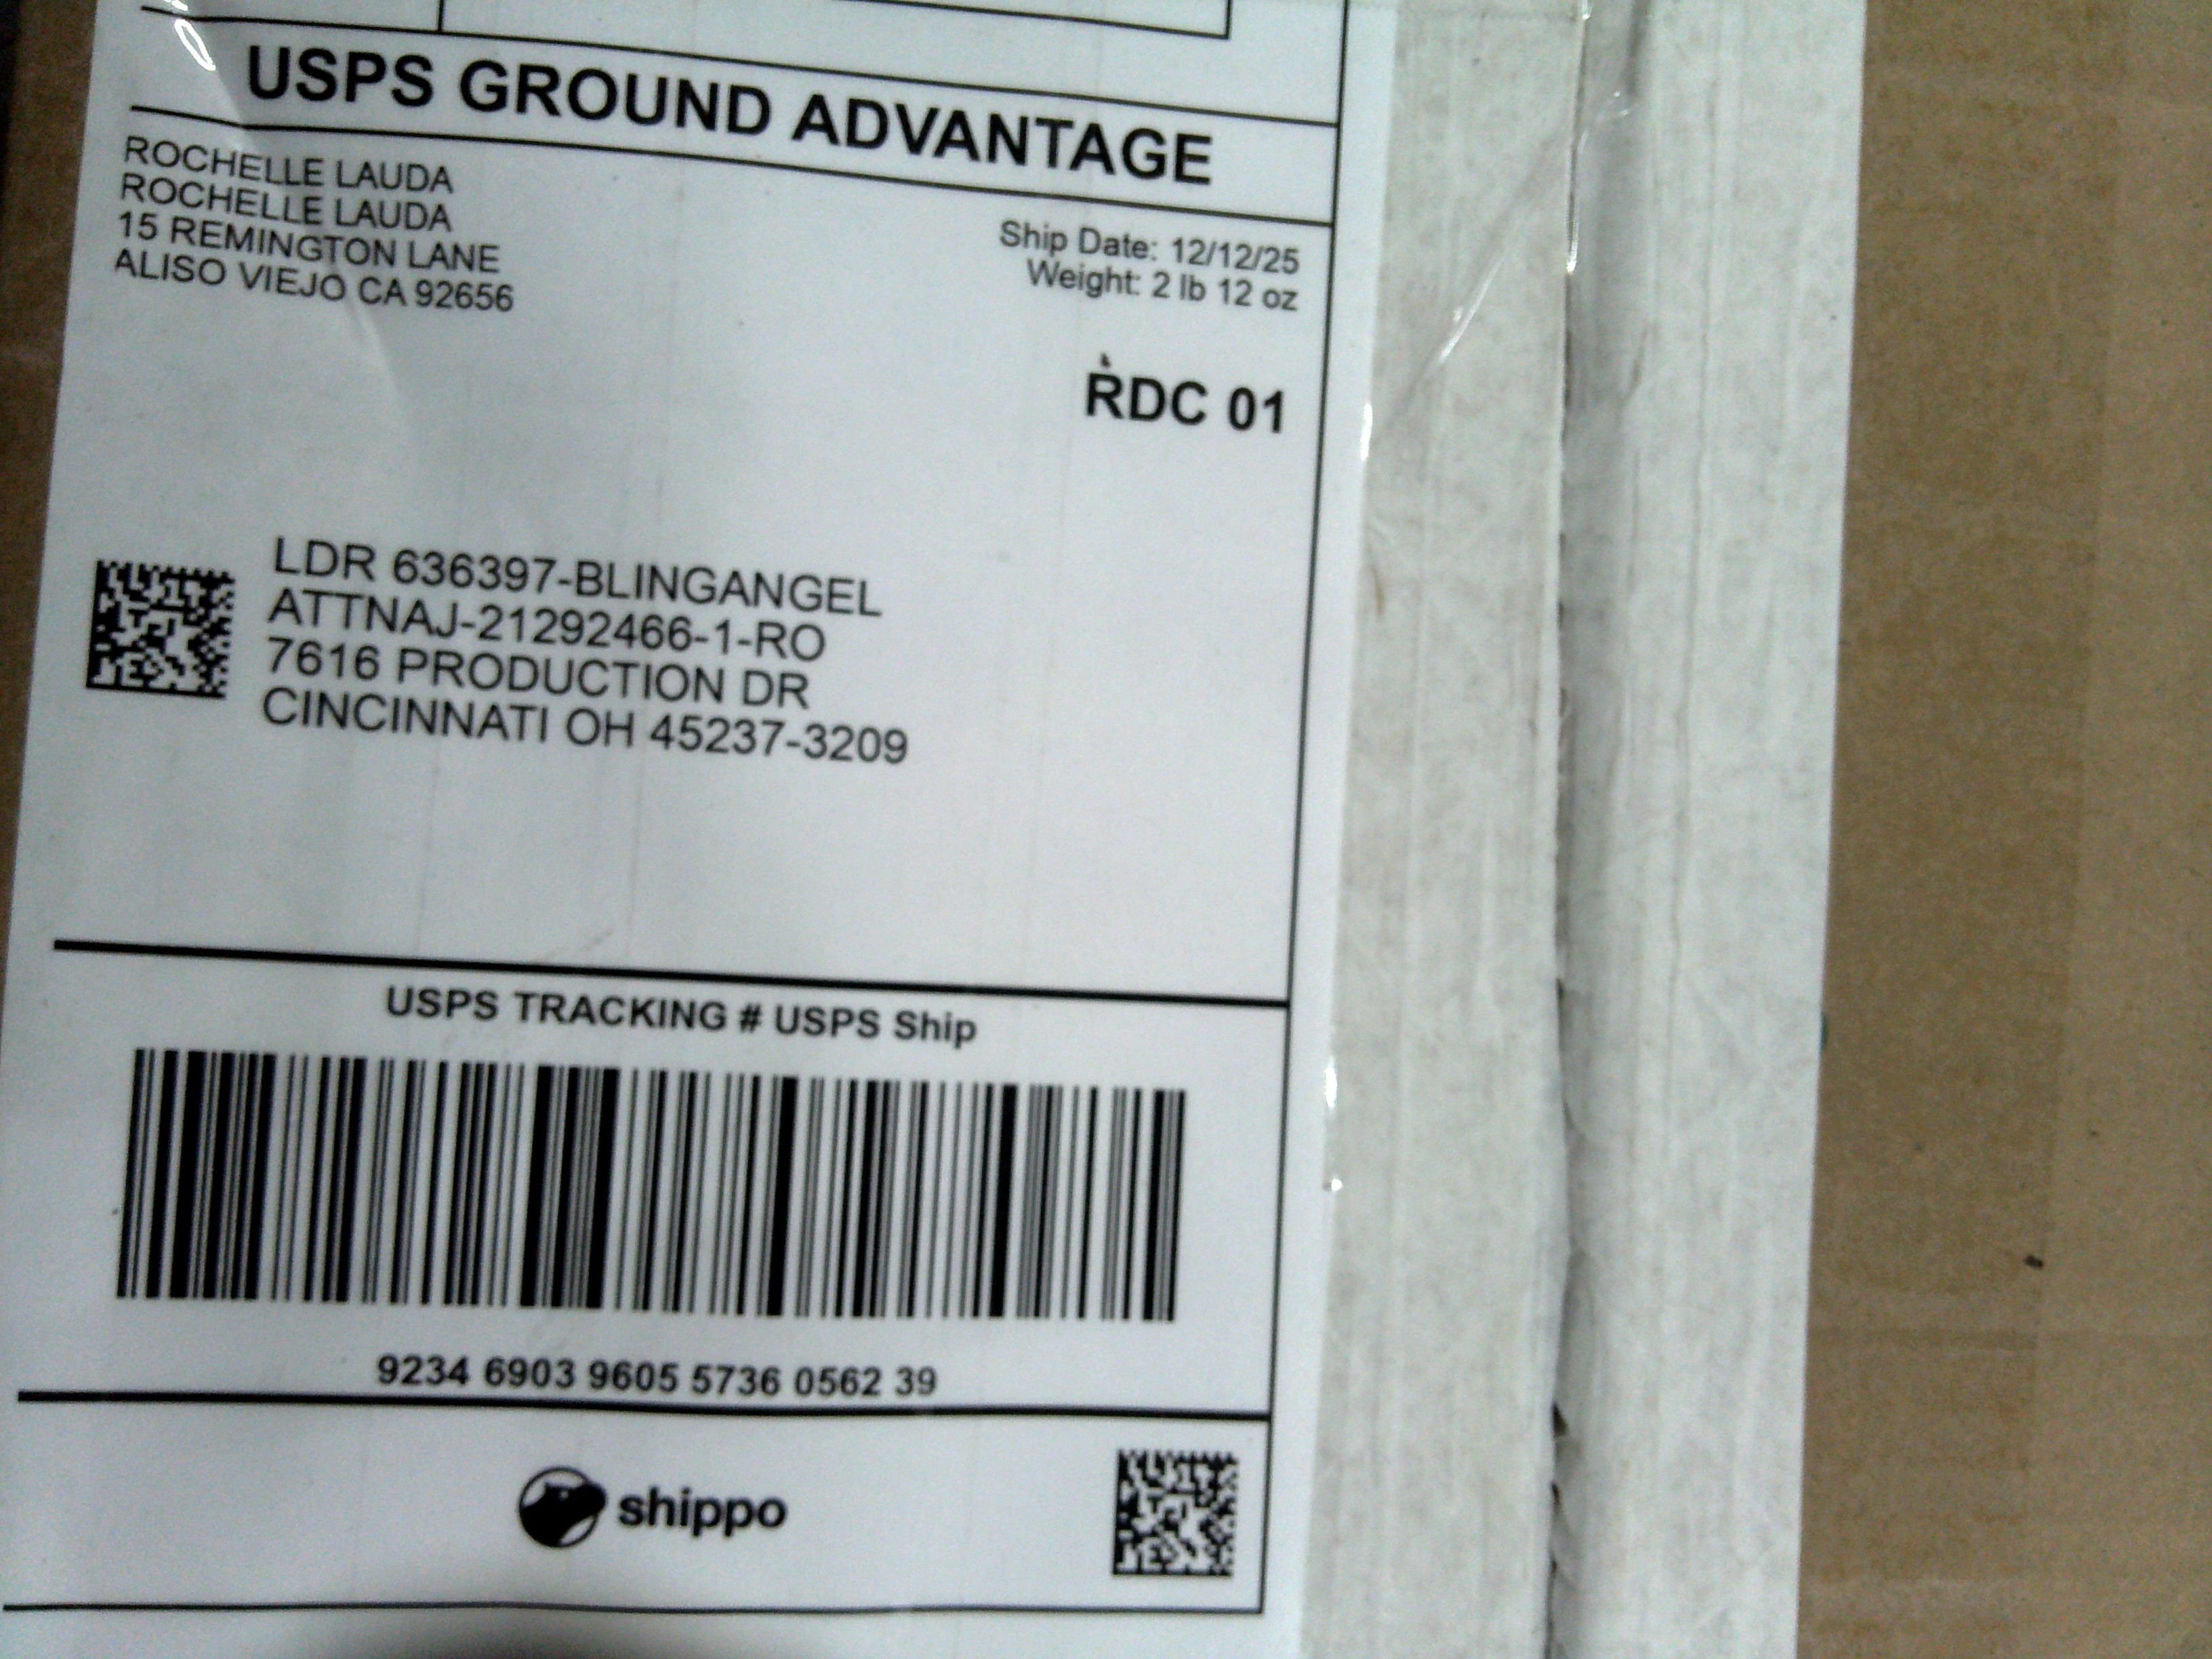 USPS GROUND ADVANTAGE
ROCHELLE LAUDA
ROCHELLE LAUDA
15 REMINGTON LANE
ALISO VIEJO CA 92656
Ship Date: 12/12/25
Weight: 2 lb 12 oz
RDC 01
LDR 636397-BLINGANGEL
ATTNAJ-21292466-1-RO
7616 PRODUCTION DR
CINCINNATI OH 45237-3209
USPS TRACKING # USPS Ship
9234 6903 9605 5736 0562 39
shippo